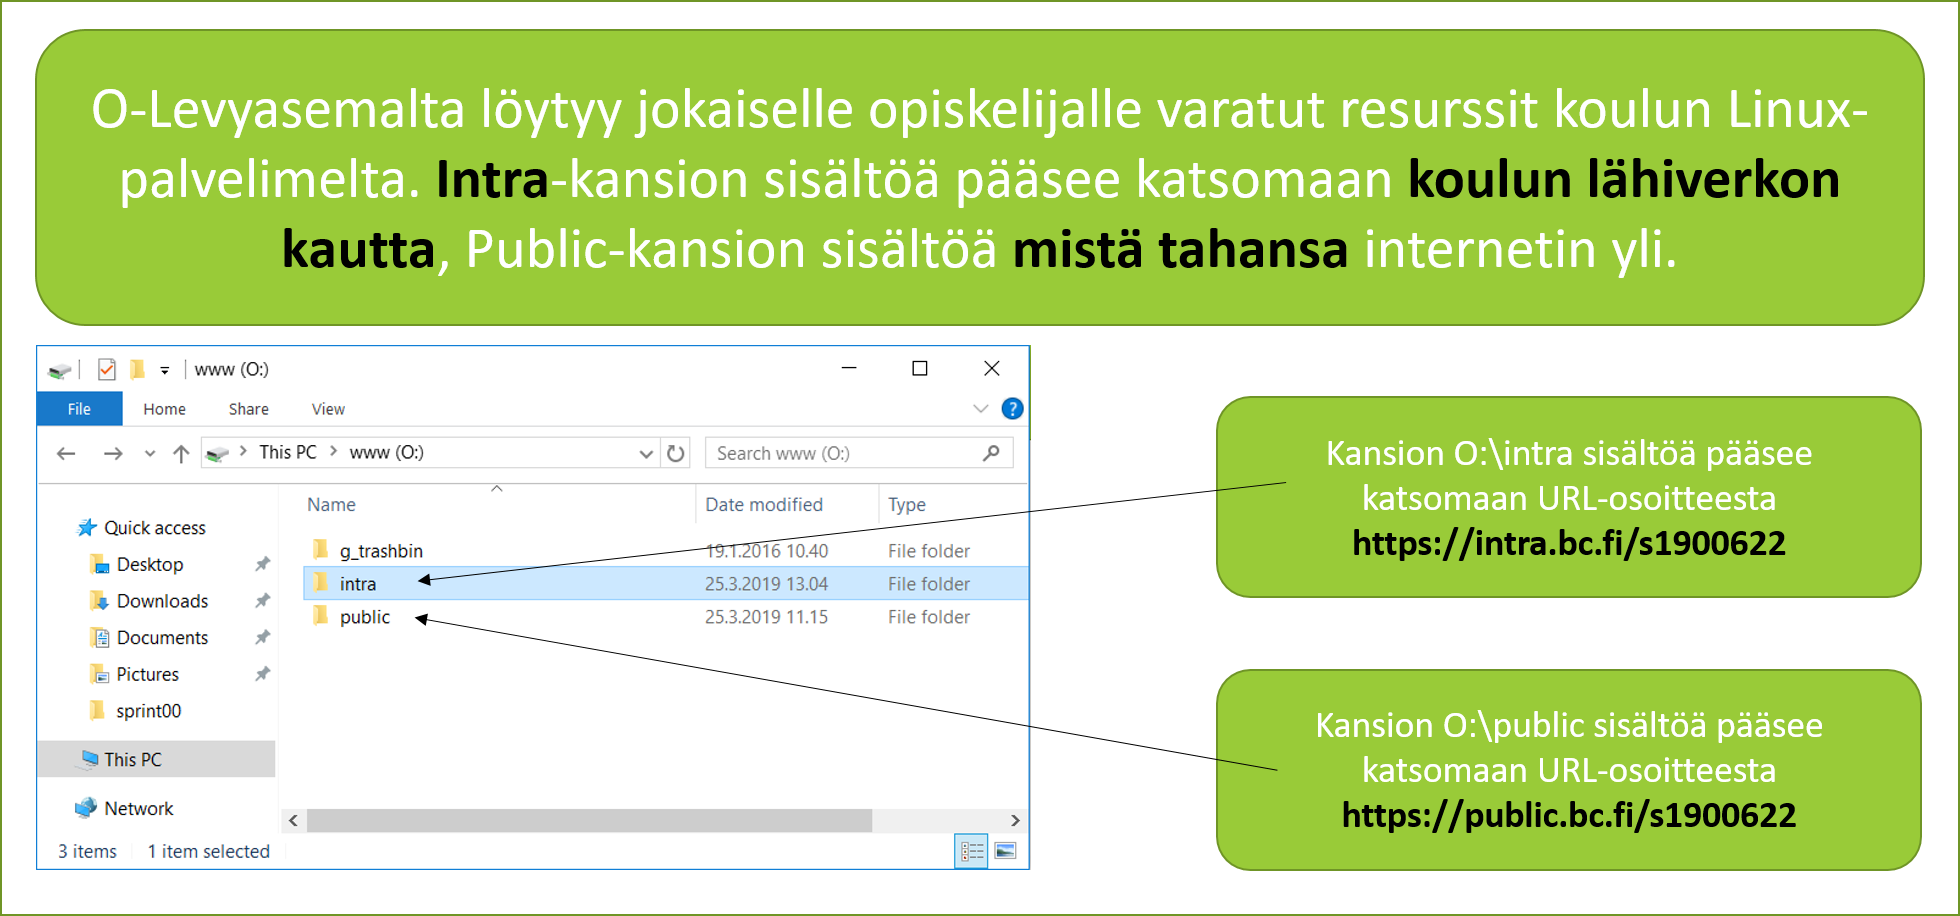 O-Levyasemalta löytyy jokaiselle opiskelijalle varatut resurssit koulun Linux-
palvelimelta. Intra-kansion sisältöä pääsee katsomaan koulun lähiverkon
kautta, Public-kansion sisältöä mistä tahansa internetin yli.
www (O:)
File Home Share View ?
This PC > www (O:)
Search www (O:)
Name Date modified Type
g_trashbin 19.1.2016 10.40 File folder
intra 25.3.2019 13.04 File folder
public 25.3.2019 11.15 File folder
Quick access
Desktop
Downloads
Documents
Pictures
sprint00
This PC
Network
3 items 1 item selected
Kansion O:\intra sisältöä pääsee
katsomaan URL-osoitteesta
https://intra.bc.fi/s1900622
Kansion O:\public sisältöä pääsee
katsomaan URL-osoitteesta
https://public.bc.fi/s1900622